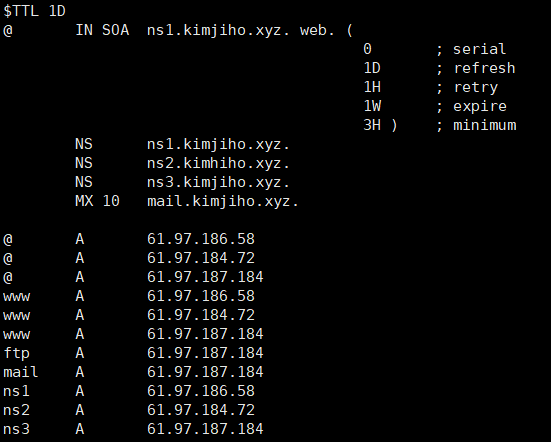 $TTL 1D
@ IN SOA ns1.kimjiho.xyz. web. (
0 ; serial
1D ; refresh
1H ; retry
1W ; expire
3H ) ; minimum
NS ns1.kimjiho.xyz.
NS ns2.kimhiho.xyz.
NS ns3.kimjiho.xyz.
MX 10 mail.kimjiho.xyz.
@ A 61.97.186.58
@ A 61.97.184.72
@ A 61.97.187.184
www A 61.97.186.58
www A 61.97.184.72
www A 61.97.187.184
ftp A 61.97.187.184
mail A 61.97.187.184
ns1 A 61.97.186.58
ns2 A 61.97.184.72
ns3 A 61.97.187.184